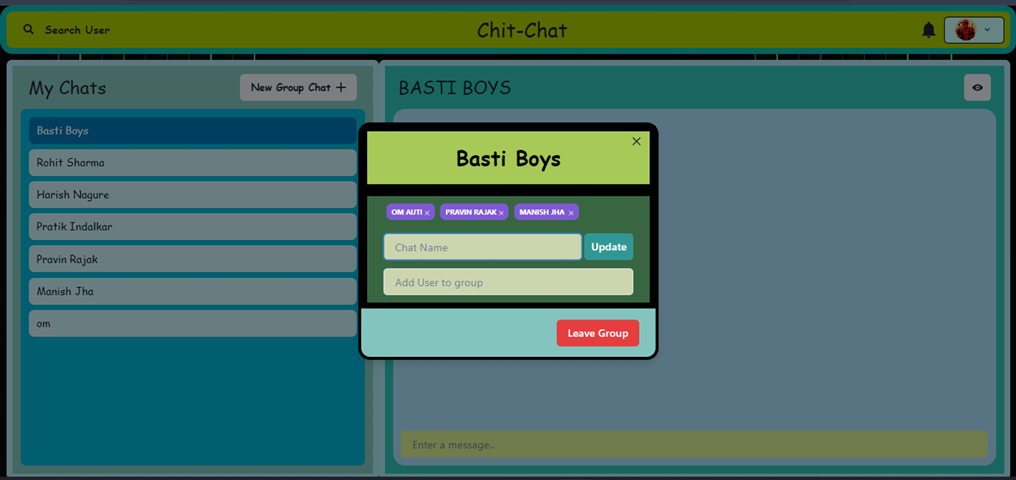 Search User
Chit-Chat
My Chats
New Group Chat +
BASTI BOYS
Basti Boys
Rohit Sharma
Harish Nagure
Pratik Indalkar
Pravin Rajak
Manish Jha
om
Basti Boys
OM AUTI × PRAVIN RAJAK × MANISH JHA ×
Chat Name
Update
Add User to group
Leave Group
Enter a message..